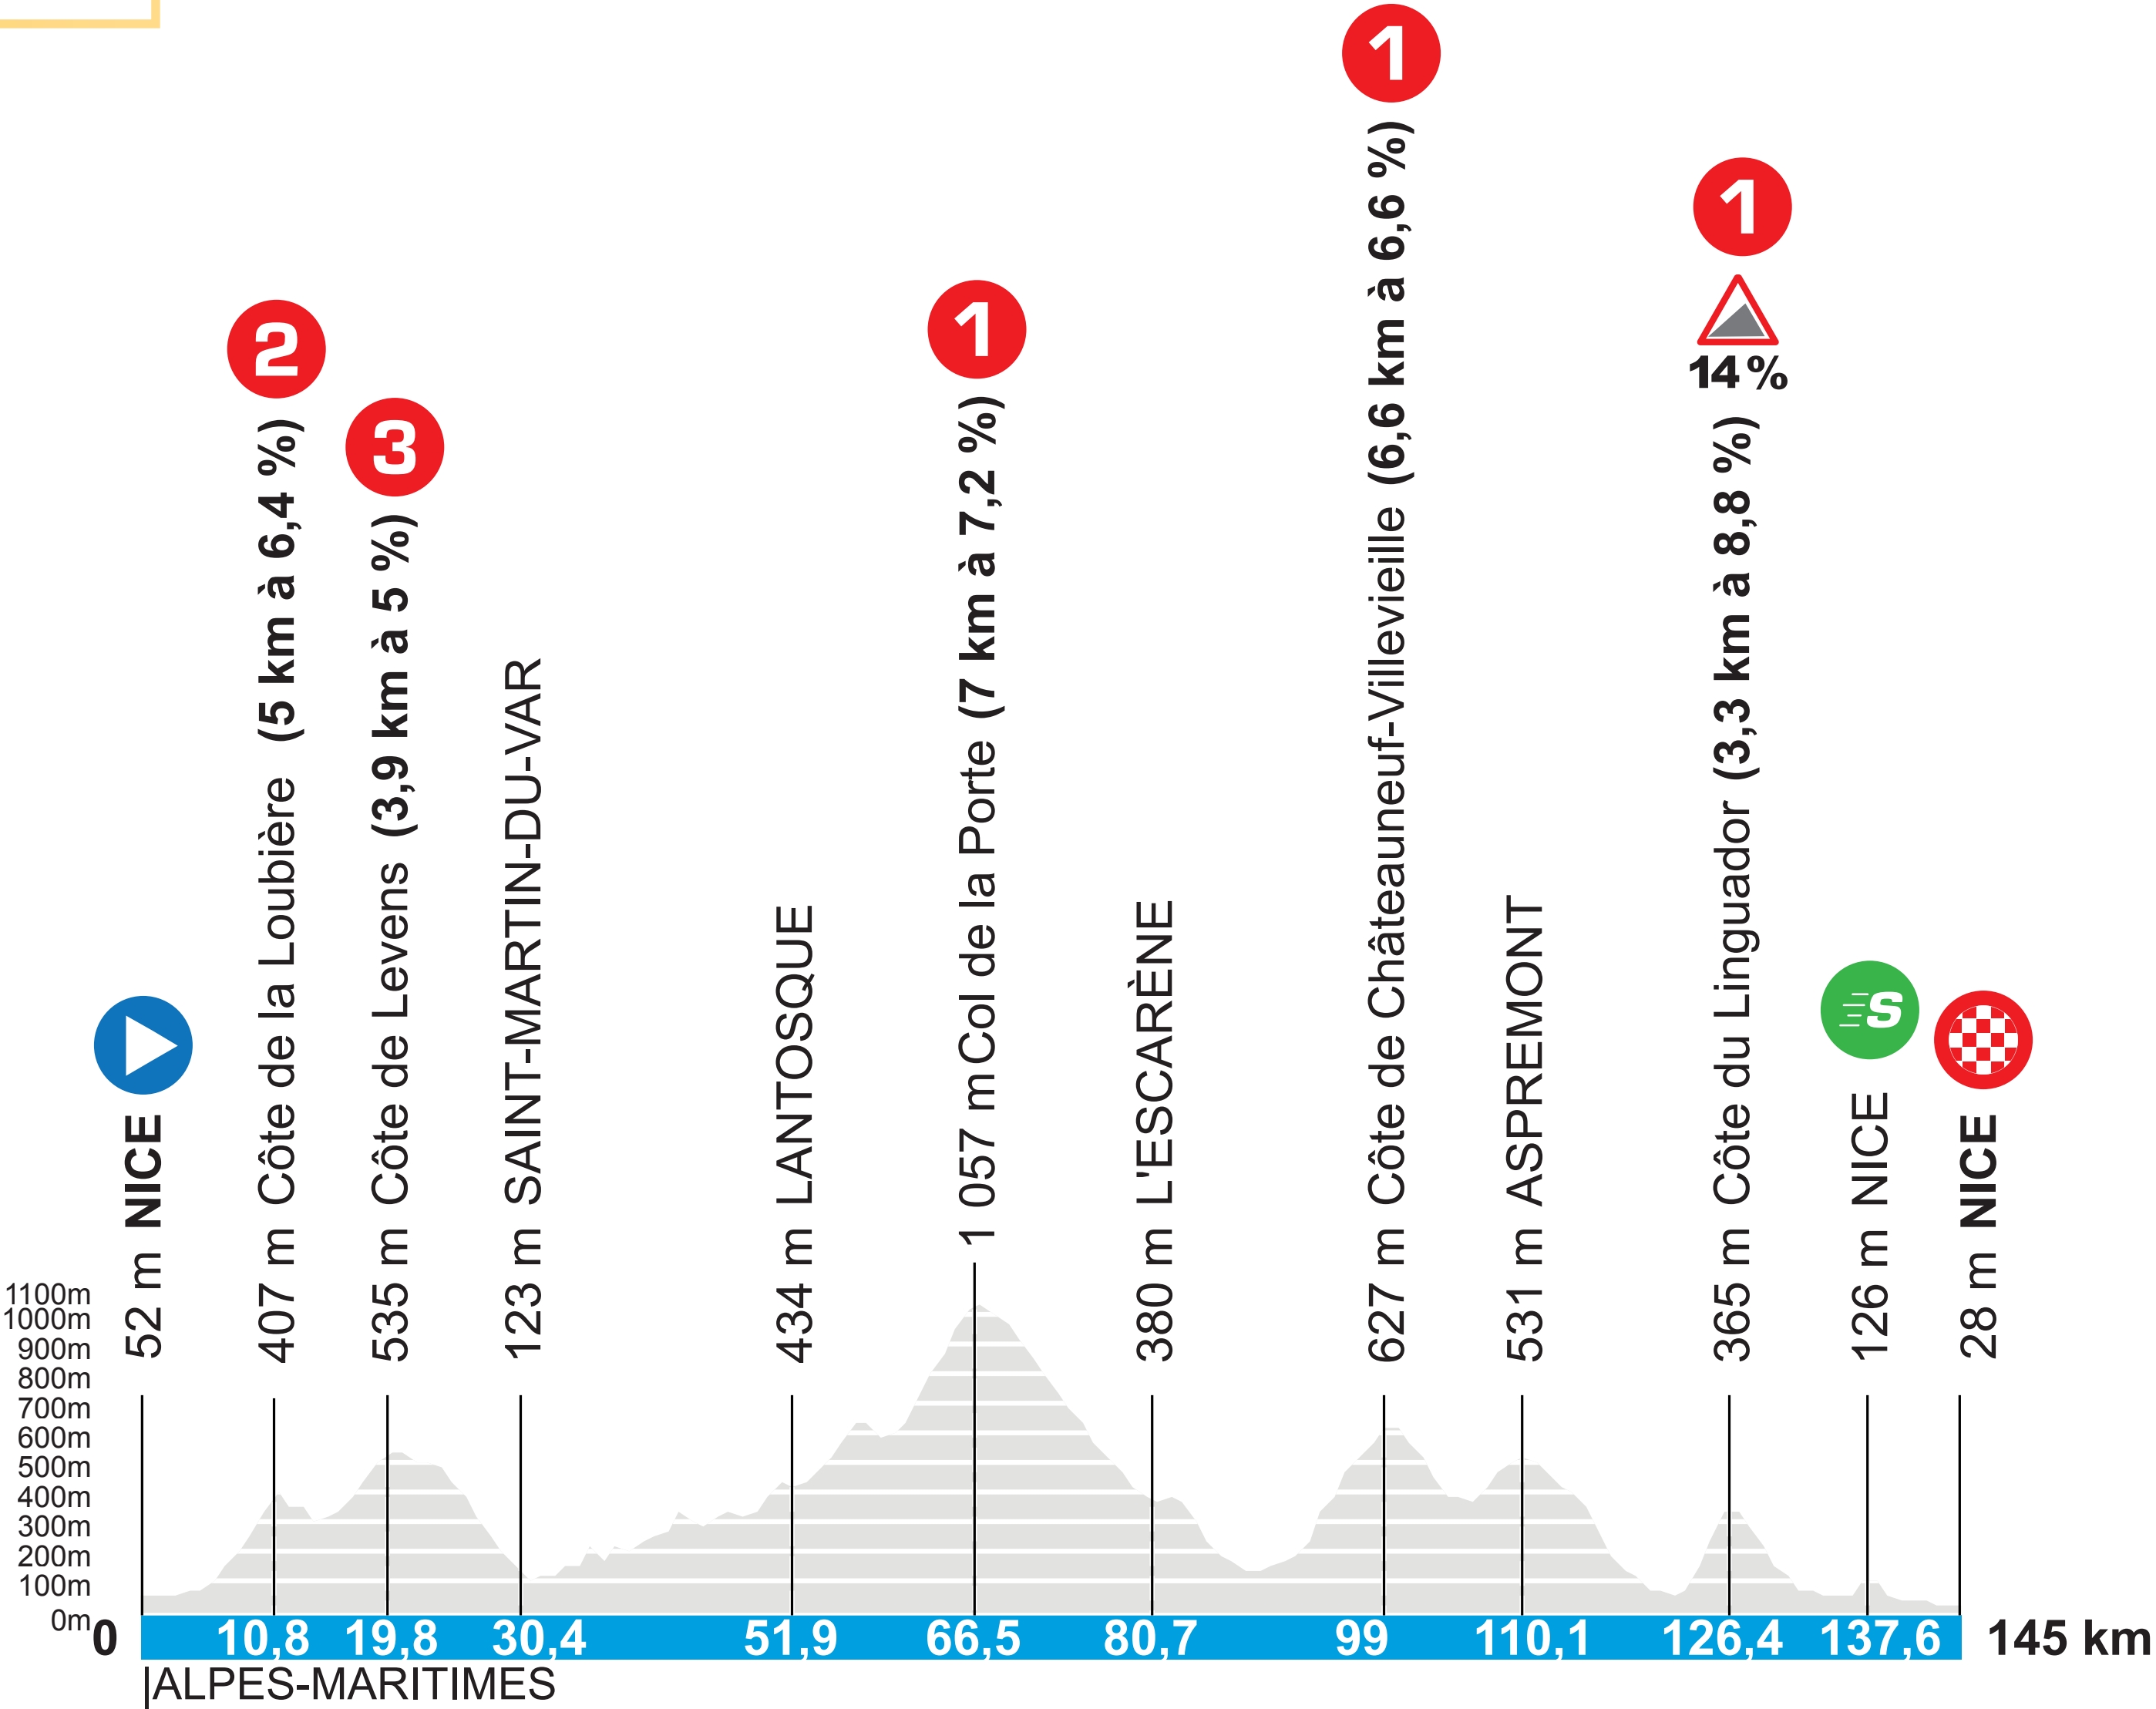 1
1
14 %
1
2
3
52 m NICE
407 m Côte de la Loubière (5 km à 6,4 %)
535 m Côte de Levens (3,9 km à 5 %)
123 m SAINT-MARTIN-DU-VAR
434 m LANTOSQUE
1 057 m Col de la Porte (7 km à 7,2 %)
380 m L'ESCARÈNE
627 m Côte de Châteauneuf-Villevieille (6,6 km à 6,6 %)
531 m ASPREMONT
365 m Côte du Linguador (3,3 km à 8,8 %)
126 m NICE
S
28 m NICE
1100m
1000m
900m
800m
700m
600m
500m
400m
300m
200m
100m
0m
0 10,8 19,8 30,4 51,9 66,5 80,7 99 110,1 126,4 137,6 145 km
|ALPES-MARITIMES